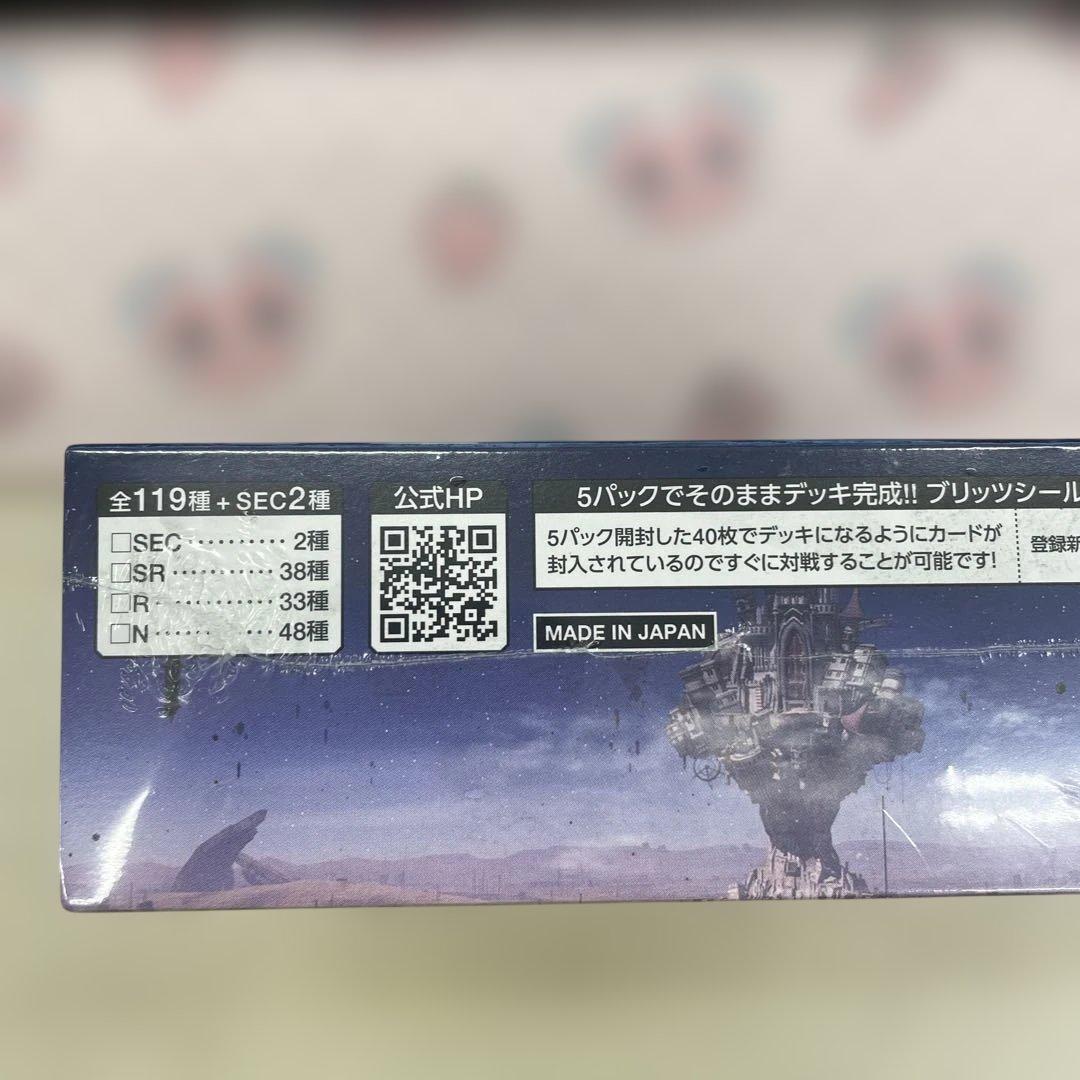 全119種+SEC2種
□SEC・・・・・・・・・・2種
□SR・・・・・・・・・・38種
□R・・・・・・・・・・33種
□N・・・・・・・・・48種
公式HP
5パックでそのままデッキ完成!! ブリッツシール
5パック開封した40枚でデッキになるようにカードが
封入されているのですぐに対戦することが可能です!
登録新
MADE IN JAPAN